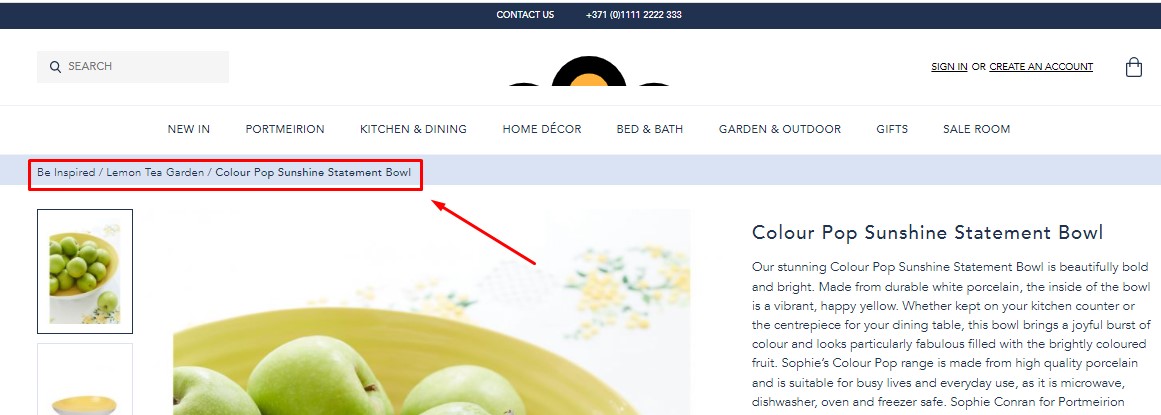 CONTACT US +371 (0)1111 2222 333
SEARCH
SIGN IN OR CREATE AN ACCOUNT
NEW IN PORTMEIRION KITCHEN & DINING HOME DÉCOR BED & BATH GARDEN & OUTDOOR GIFTS SALE ROOM
Be Inspired / Lemon Tea Garden / Colour Pop Sunshine Statement Bowl
Colour Pop Sunshine Statement Bowl
Our stunning Colour Pop Sunshine Statement Bowl is beautifully bold
and bright. Made from durable white porcelain, the inside of the bowl
is a vibrant, happy yellow. Whether kept on your kitchen counter or
the centrepiece for your dining table, this bowl brings a joyful burst of
colour and looks particularly fabulous filled with the brightly coloured
fruit. Sophie's Colour Pop range is made from high quality porcelain
and is suitable for busy lives and everyday use, as it is microwave,
dishwasher, oven and freezer safe. Sophie Conran for Portmeirion